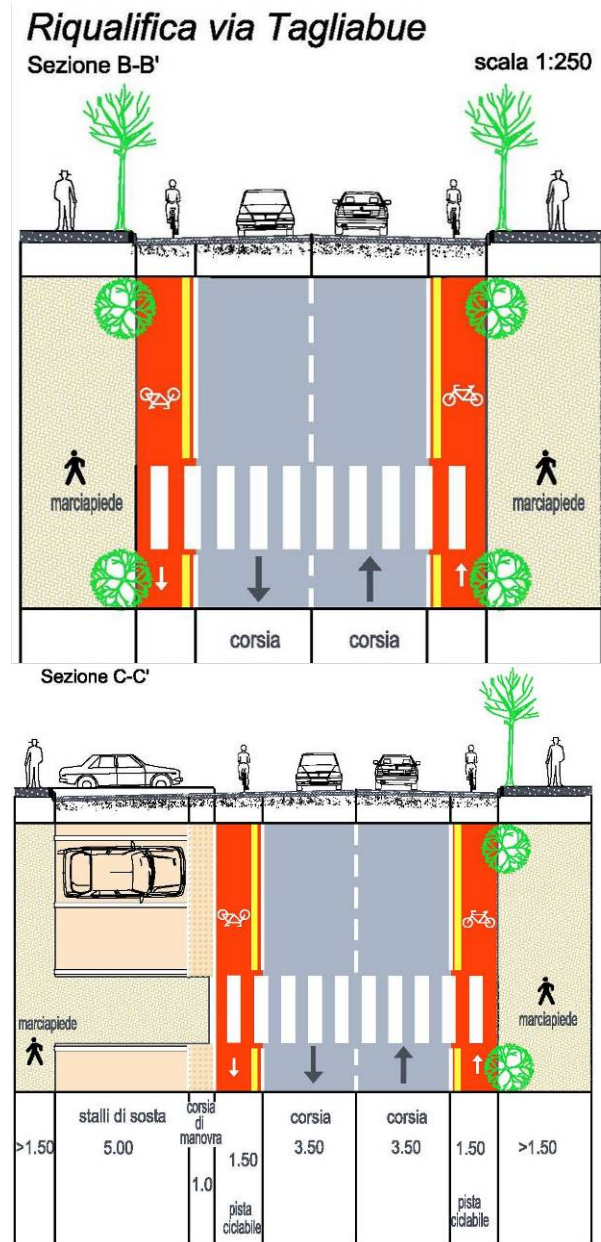 Riqualifica via Tagliabue
Sezione B-B'
scala 1:250
marciapiede
marciapiede
corsia
corsia
Sezione C-C'
marciapiede
marciapiede
>1.50
stalli di sosta
5.00
corsia
di
manovra
1.0
1.50
pista
ciclabile
corsia
3.50
corsia
3.50
1.50
pista
ciclabile
>1.50